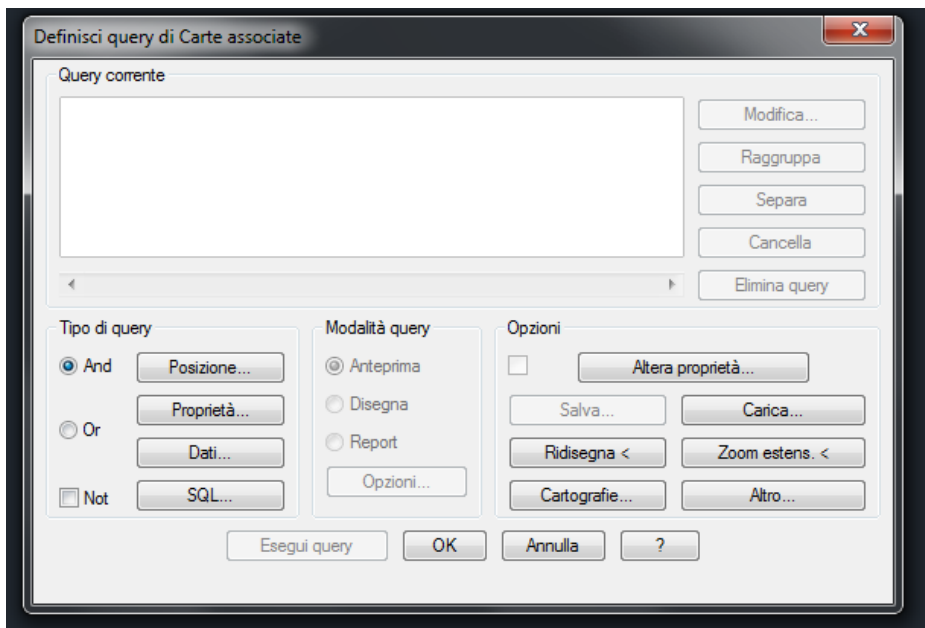 Definisci query di Carte associate
Query corrente
Modifica...
Raggruppa
Separa
Cancella
Elimina query
Tipo di query
And
Posizione...
Proprietà...
Or
Dati...
Not
SQL...
Modalità query
Anteprima
Disegna
Report
Opzioni...
Opzioni
Altera proprietà...
Salva...
Carica...
Ridisegna <
Zoom estens. <
Cartografie...
Altro...
Esegui query
OK
Annulla
?